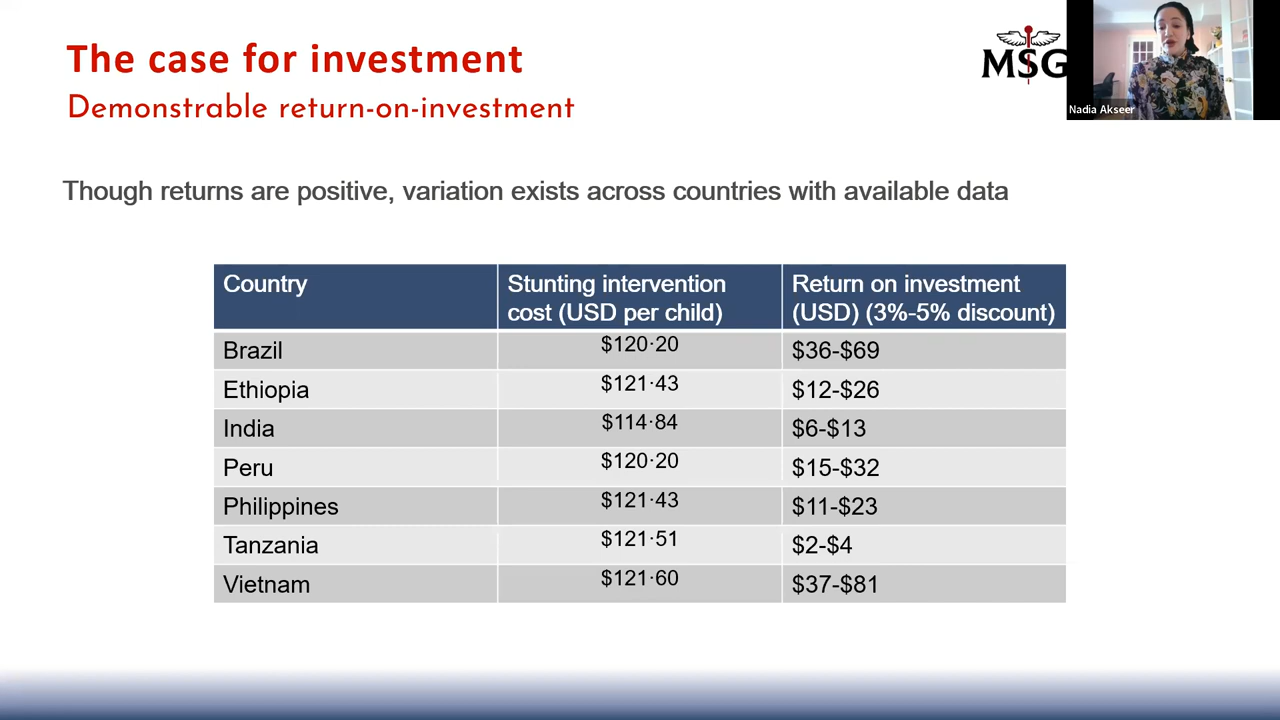 The case for investment
Demonstrable return-on-investment
MSG
Nadia Akseer
Though returns are positive, variation exists across countries with available data
Country
Stunting intervention
cost (USD per child)
Return on investment
(USD) (3%-5% discount)
Brazil $120·20 $36-$69
Ethiopia $121·43 $12-$26
India $114·84 $6-$13
Peru $120·20 $15-$32
Philippines $121·43 $11-$23
Tanzania $121·51 $2-$4
Vietnam $121·60 $37-$81